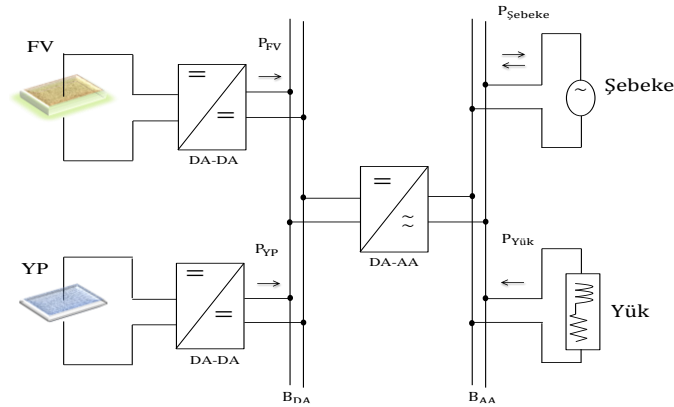 P_Şebeke
FV
P_FV
Şebeke
DA-DA
DA-AA
YP
P_YP
P_Yük
Yük
DA-DA
B_DA
B_AA